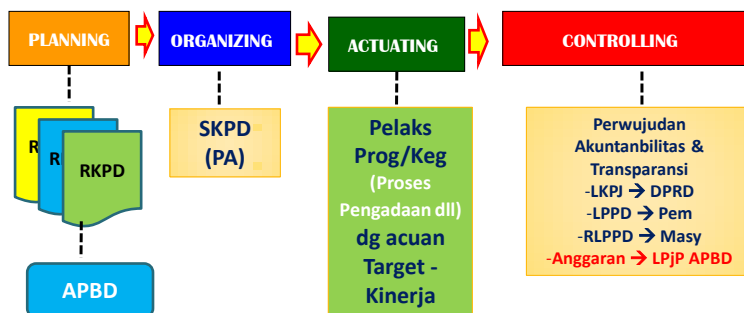 PLANNING
ORGANIZING
ACTUATING
CONTROLLING
R
R
RKPD
APBD
SKPD
(PA)
Pelaks
Prog/Keg
(Proses
Pengadaan dll)
dg acuan
Target -
Kinerja
Perwujudan
Akuntanbilitas &
Transparansi
-LKPJ → DPRD
-LPPD → Pem
-RLPPD → Masy
-Anggaran → LPjP APBD